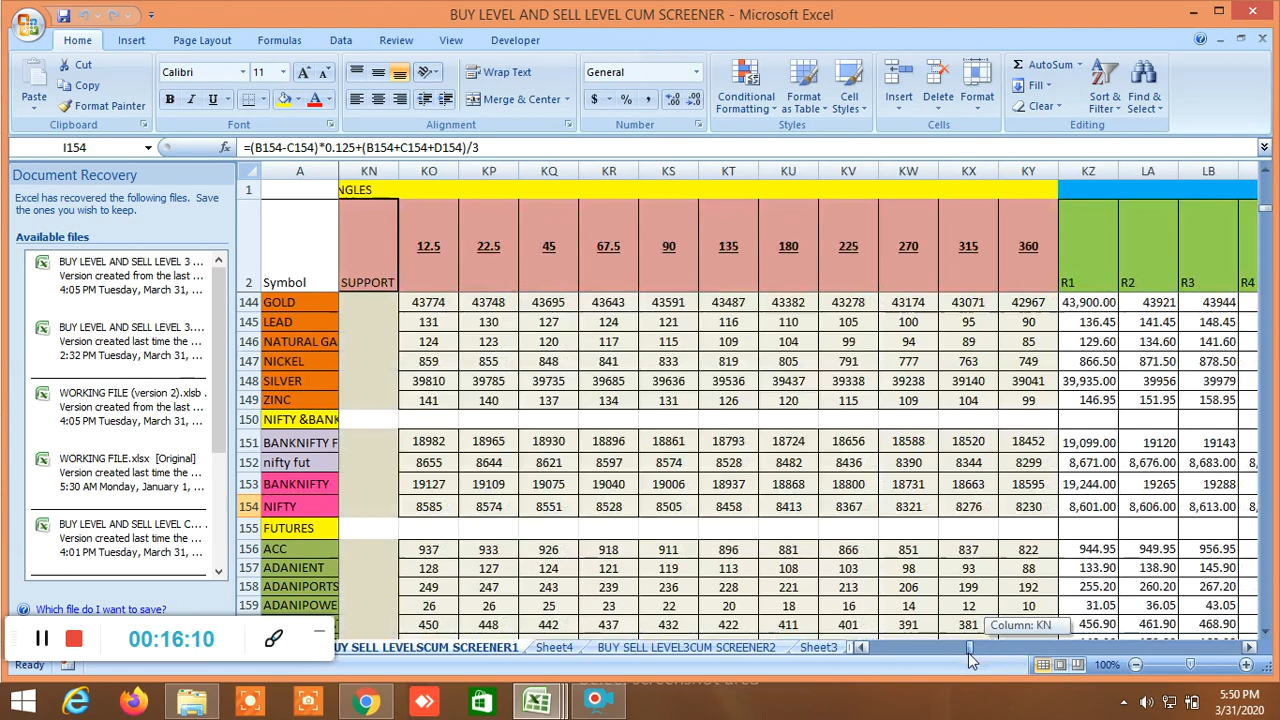 BUY LEVEL AND SELL LEVEL CUM SCREENER - Microsoft Excel
Home Insert Page Layout Formulas Data Review View Developer
Paste
Cut
Copy
Format Painter
Clipboard
Calibri 11
B I U
Font
Wrap Text
Merge & Center
Alignment
General
$ % ,
Number
Conditional Formatting
Format as Table
Cell Styles
Styles
Insert Delete Format
Cells
Σ AutoSum
Fill
Clear
Sort & Filter
Find & Select
Editing
I154 fx =(B154-C154)*0.125+(B154+C154+D154)/3
Document Recovery
Excel has recovered the following files. Save
the ones you wish to keep.
Available files
BUY LEVEL AND SELL LEVEL 3 ...
Version created from the last ...
4:05 PM Tuesday, March 31, ...
BUY LEVEL AND SELL LEVEL 3....
Version created last time the ...
2:32 PM Tuesday, March 31, ...
WORKING FILE (version 2).xlsb
Version created from the last ...
4:05 PM Tuesday, March 31, ...
WORKING FILE.xlsx [Original]
Version created last time the ...
5:30 AM Monday, January 1, ...
BUY LEVEL AND SELL LEVEL C...
Version created last time the ...
4:01 PM Tuesday, March 31, ...
Which file do I want to save?
A KN KO KP KQ KR KS KT KU KV KW KX KY KZ LA LB
1 NGLES
2 Symbol SUPPORT 12.5 22.5 45 67.5 90 135 180 225 270 315 360 R1 R2 R3 R4
144 GOLD 43774 43748 43695 43643 43591 43487 43382 43278 43174 43071 42967 43,900.00 43921 43944
145 LEAD 131 130 127 124 121 116 110 105 100 95 90 136.45 141.45 148.45
146 NATURAL GA 124 123 120 117 115 109 104 99 94 89 85 129.60 134.60 141.60
147 NICKEL 859 855 848 841 833 819 805 791 777 763 749 866.50 871.50 878.50
148 SILVER 39810 39785 39735 39685 39636 39536 39437 39338 39238 39140 39041 39,935.00 39956 39979
149 ZINC 141 140 137 134 131 126 120 115 109 104 99 146.95 151.95 158.95
150 NIFTY &BANK
151 BANKNIFTY F 18982 18965 18930 18896 18861 18793 18724 18656 18588 18520 18452 19,099.00 19120 19143
152 nifty fut 8655 8644 8621 8597 8574 8528 8482 8436 8390 8344 8299 8,671.00 8,676.00 8,683.00 8,
153 BANKNIFTY 19127 19109 19075 19040 19006 18937 18868 18800 18731 18663 18595 19,244.00 19265 19288
154 NIFTY 8585 8574 8551 8528 8505 8458 8413 8367 8321 8276 8230 8,601.00 8,606.00 8,613.00 8,
155 FUTURES
156 ACC 937 933 926 918 911 896 881 866 851 837 822 944.95 949.95 956.95
157 ADANIENT 128 127 124 121 119 113 108 103 98 93 88 133.90 138.90 145.90
158 ADANIPORTS 249 247 243 239 236 228 221 213 206 199 192 255.20 260.20 267.20
159 ADANIPOWE 26 26 25 23 22 20 18 16 14 12 10 31.05 36.05 43.05
450 448 442 437 432 422 411 401 391 381 456.90 461.90 468.90
Column: KN
00:16:10
BUY SELL LEVELSCUM SCREENER1 Sheet4 BUY SELL LEVEL3CUM SCREENER2 Sheet3
Ready 100%
5:50 PM
3/31/2020